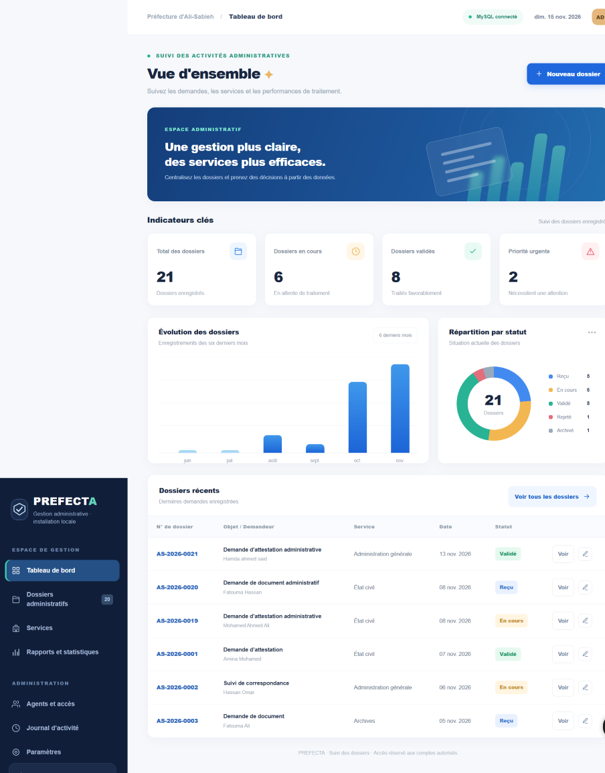 Préfecture d'Ali-Sabieh / Tableau de bord
MySQL connecté
dim. 15 nov. 2026
AD
SUIVI DES ACTIVITÉS ADMINISTRATIVES
Vue d'ensemble
Suivez les demandes, les services et les performances de traitement.
+ Nouveau dossier
ESPACE ADMINISTRATIF
Une gestion plus claire,
des services plus efficaces.
Centralisez les dossiers et prenez des décisions à partir des données.
Indicateurs clés
Suivi des dossiers enregistrés
Total des dossiers
21
Dossiers enregistrés
Dossiers en cours
6
En attente de traitement
Dossiers validés
8
Traités favorablement
Priorité urgente
2
Nécessitent une attention
Évolution des dossiers
Enregistrements des six derniers mois
6 derniers mois
juin juil. août sept. oct. nov.
Répartition par statut
Situation actuelle des dossiers
21
Dossiers
Reçu 5
En cours 6
Validé 8
Rejeté 1
Archivé 1
PREFECTA
Gestion administrative ·
installation locale
ESPACE DE GESTION
Tableau de bord
Dossiers
administratifs
20
Services
Rapports et statistiques
ADMINISTRATION
Agents et accès
Journal d'activité
Paramètres
Dossiers récents
Dernières demandes enregistrées
Voir tous les dossiers
N° de dossier Objet / Demandeur Service Date Statut
AS-2026-0021 Demande d'attestation administrative Administration générale 13 nov. 2026 Validé Voir
Hamda ahmed said
AS-2026-0020 Demande de document administratif État civil 08 nov. 2026 Reçu Voir
Fatouma Hassan
AS-2026-0019 Demande d'attestation administrative État civil 08 nov. 2026 En cours Voir
Mohamed Ahmed Ali
AS-2026-0001 Demande d'attestation État civil 07 nov. 2026 Validé Voir
Amina Mohamed
AS-2026-0002 Suivi de correspondance Administration générale 06 nov. 2026 En cours Voir
Hassan Omar
AS-2026-0003 Demande de document Archives 05 nov. 2026 Reçu Voir
Fatouma Ali
PREFECTA · Suivi des dossiers · Accès réservé aux comptes autorisés